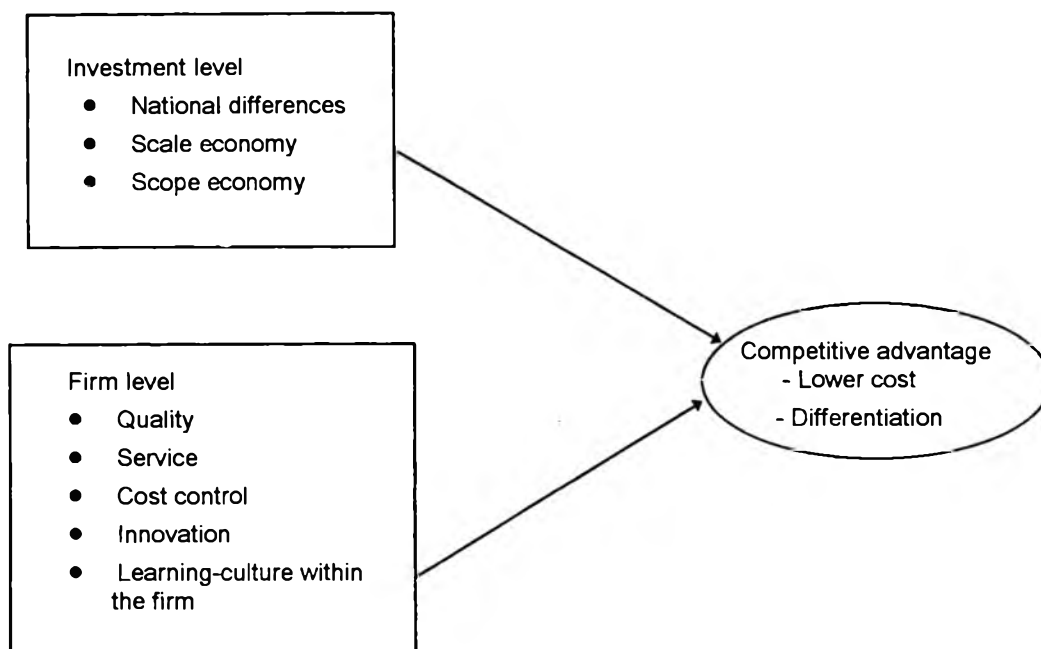 Investment level
● National differences
● Scale economy
● Scope economy
Firm level
● Quality
● Service
● Cost control
● Innovation
● Learning-culture within
the firm
Competitive advantage
- Lower cost
- Differentiation